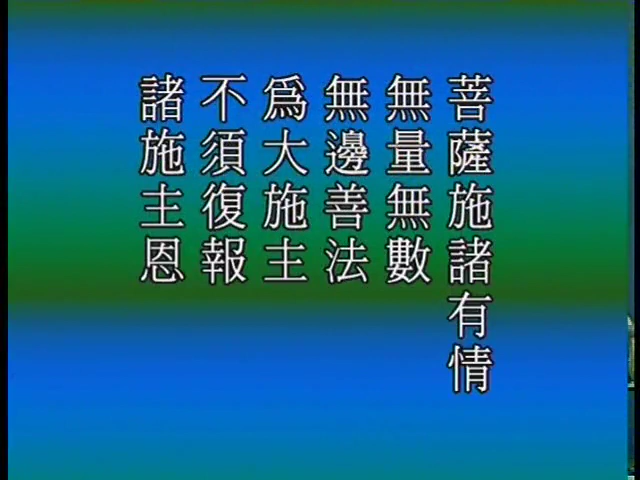 菩薩施諸有情
無量無數
無邊善法
為大施主
不須復報
諸施主恩